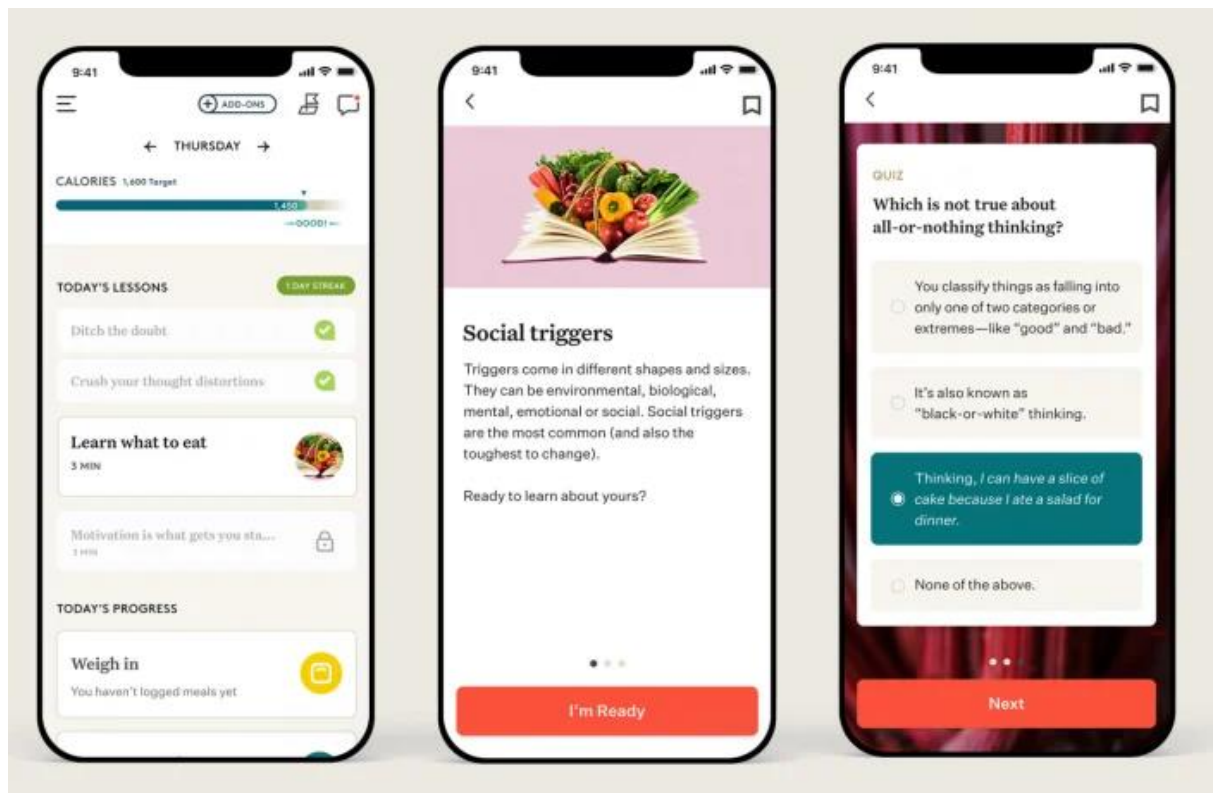 9:41
ADD-ONS
THURSDAY
CALORIES 1,600 Target
1,450
GOOD!
TODAY'S LESSONS
1 DAY STREAK
Ditch the doubt
Crush your thought distortions
Learn what to eat
3 MIN
Motivation is what gets you sta...
3 MIN
TODAY'S PROGRESS
Weigh in
You haven't logged meals yet
9:41
Social triggers
Triggers come in different shapes and sizes.
They can be environmental, biological,
mental, emotional or social. Social triggers
are the most common (and also the
toughest to change).
Ready to learn about yours?
I'm Ready
9:41
QUIZ
Which is not true about
all-or-nothing thinking?
You classify things as falling into
only one of two categories or
extremes—like "good" and "bad."
It's also known as
"black-or-white" thinking.
Thinking, I can have a slice of
cake because I ate a salad for
dinner.
None of the above.
Next